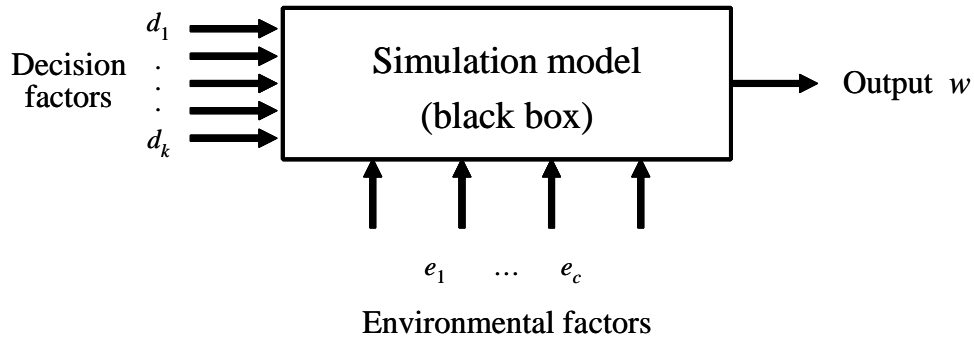 d1
Decision
factors
.
.
.
dk
Simulation model
(black box)
Output w
e1 ... ec
Environmental factors